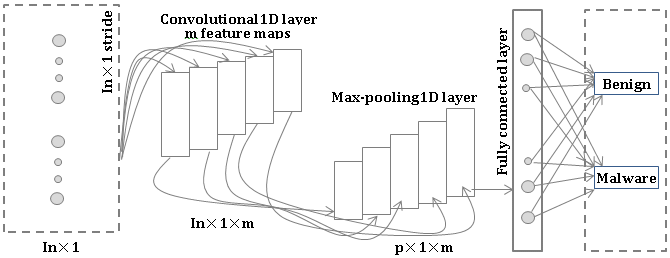 In×1 stride
Convolutional1D layer
m feature maps
Max-pooling1D layer
Fully connected layer
Benign
Malware
In×1×m
p×1×m
In×1